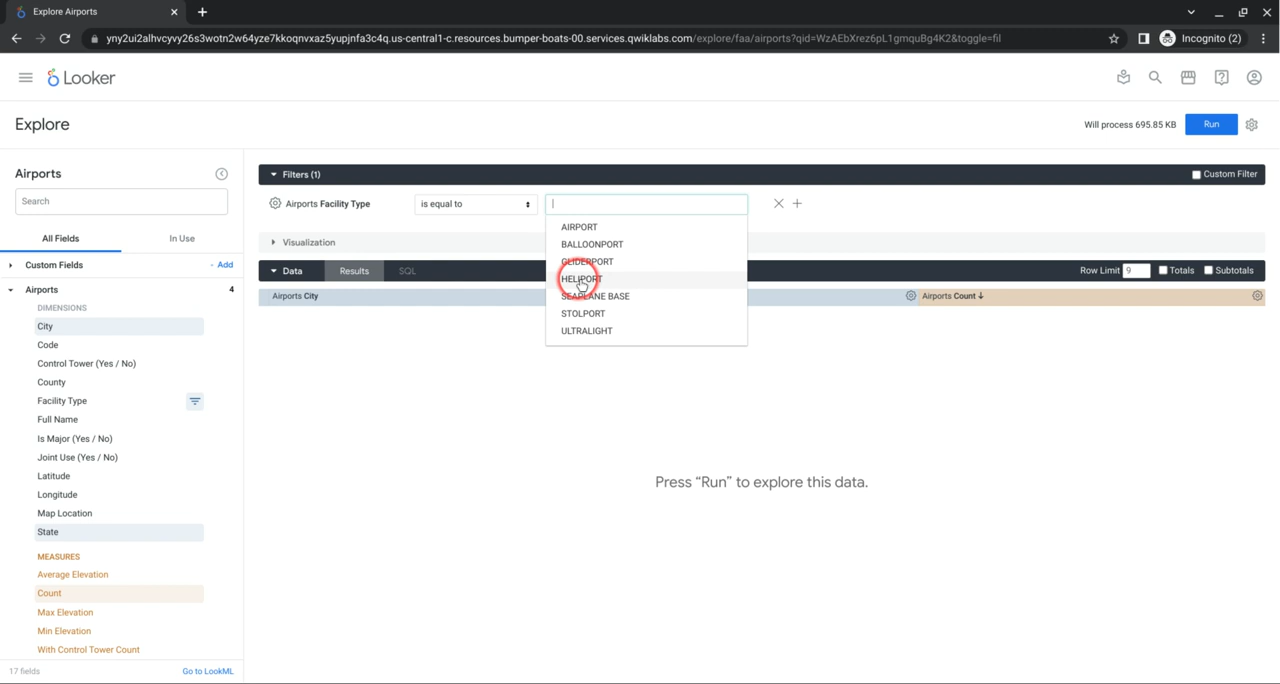 Explore Airports
yny2ui2alhvcyvy26s3wotn2w64yze7kkoqnvxaz5yupjnfa3c4q.us-central1-c.resources.bumper-boats-00.services.qwiklabs.com/explore/faa/airports?qid=WzAEbXrez6pL1gmquBg4K2&toggle=fil
Incognito (2)
Looker
Explore
Will process 695.85 KB
Run
Airports
Search
All Fields
In Use
Custom Fields
Add
Airports
4
DIMENSIONS
City
Code
Control Tower (Yes / No)
County
Facility Type
Full Name
Is Major (Yes / No)
Joint Use (Yes / No)
Latitude
Longitude
Map Location
State
MEASURES
Average Elevation
Count
Max Elevation
Min Elevation
With Control Tower Count
17 fields
Go to LookML
Filters (1)
Custom Filter
Airports Facility Type
is equal to
AIRPORT
BALLOONPORT
GLIDERPORT
HELIPORT
SEAPLANE BASE
STOLPORT
ULTRALIGHT
Visualization
Data
Results
SQL
Row Limit 9
Totals
Subtotals
Airports City
Airports Count
Press “Run” to explore this data.